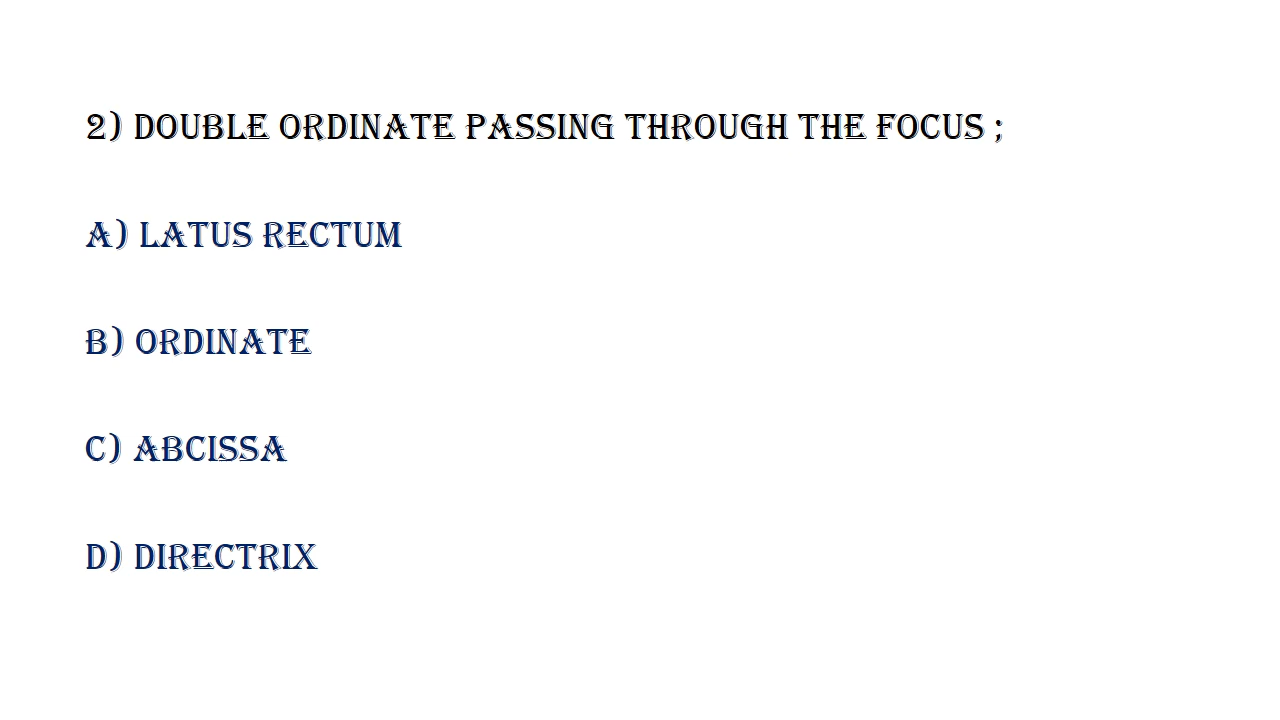 2) DOUBLE ORDINATE PASSING THROUGH THE FOCUS ;
A) LATUS RECTUM
B) ORDINATE
C) ABCISSA
D) DIRECTRIX